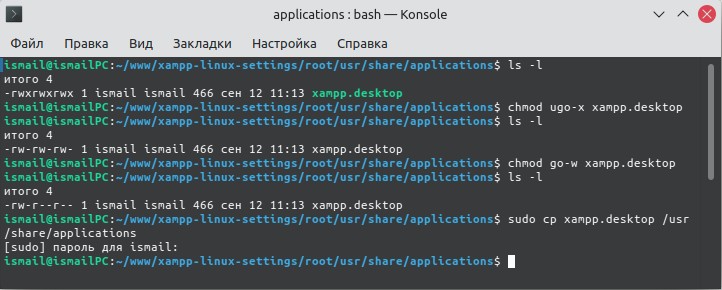 applications : bash — Konsole
Файл Правка Вид Закладки Настройка Справка
ismail@ismailPC:~/www/xampp-linux-settings/root/usr/share/applications$ ls -l
итого 4
-rwxrwxrwx 1 ismail ismail 466 сен 12 11:13 xampp.desktop
ismail@ismailPC:~/www/xampp-linux-settings/root/usr/share/applications$ chmod ugo-x xampp.desktop
ismail@ismailPC:~/www/xampp-linux-settings/root/usr/share/applications$ ls -l
итого 4
-rw-rw-rw- 1 ismail ismail 466 сен 12 11:13 xampp.desktop
ismail@ismailPC:~/www/xampp-linux-settings/root/usr/share/applications$ chmod go-w xampp.desktop
ismail@ismailPC:~/www/xampp-linux-settings/root/usr/share/applications$ ls -l
итого 4
-rw-r--r-- 1 ismail ismail 466 сен 12 11:13 xampp.desktop
ismail@ismailPC:~/www/xampp-linux-settings/root/usr/share/applications$ sudo cp xampp.desktop /usr
/share/applications
[sudo] пароль для ismail:
ismail@ismailPC:~/www/xampp-linux-settings/root/usr/share/applications$